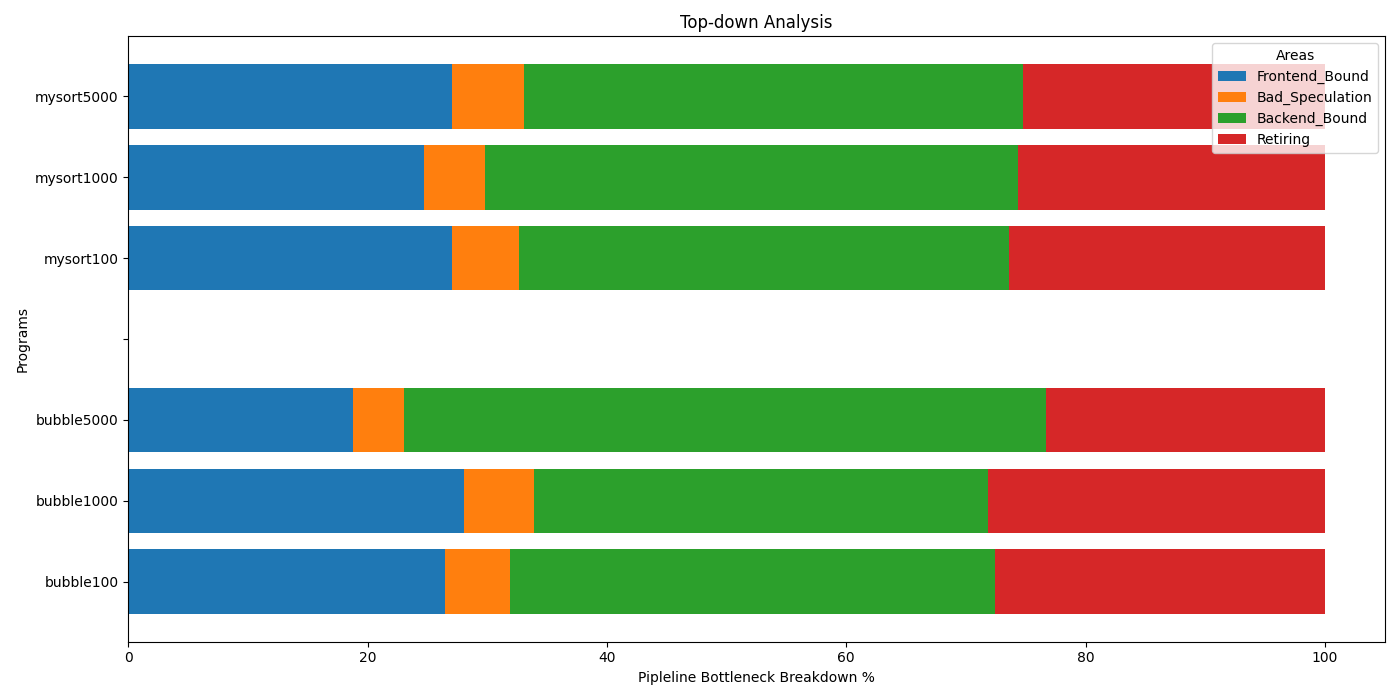 Top-down Analysis
Areas
Frontend_Bound
Bad_Speculation
Backend_Bound
Retiring
Programs
mysort5000
mysort1000
mysort100
bubble5000
bubble1000
bubble100
0 20 40 60 80 100
Pipleline Bottleneck Breakdown %